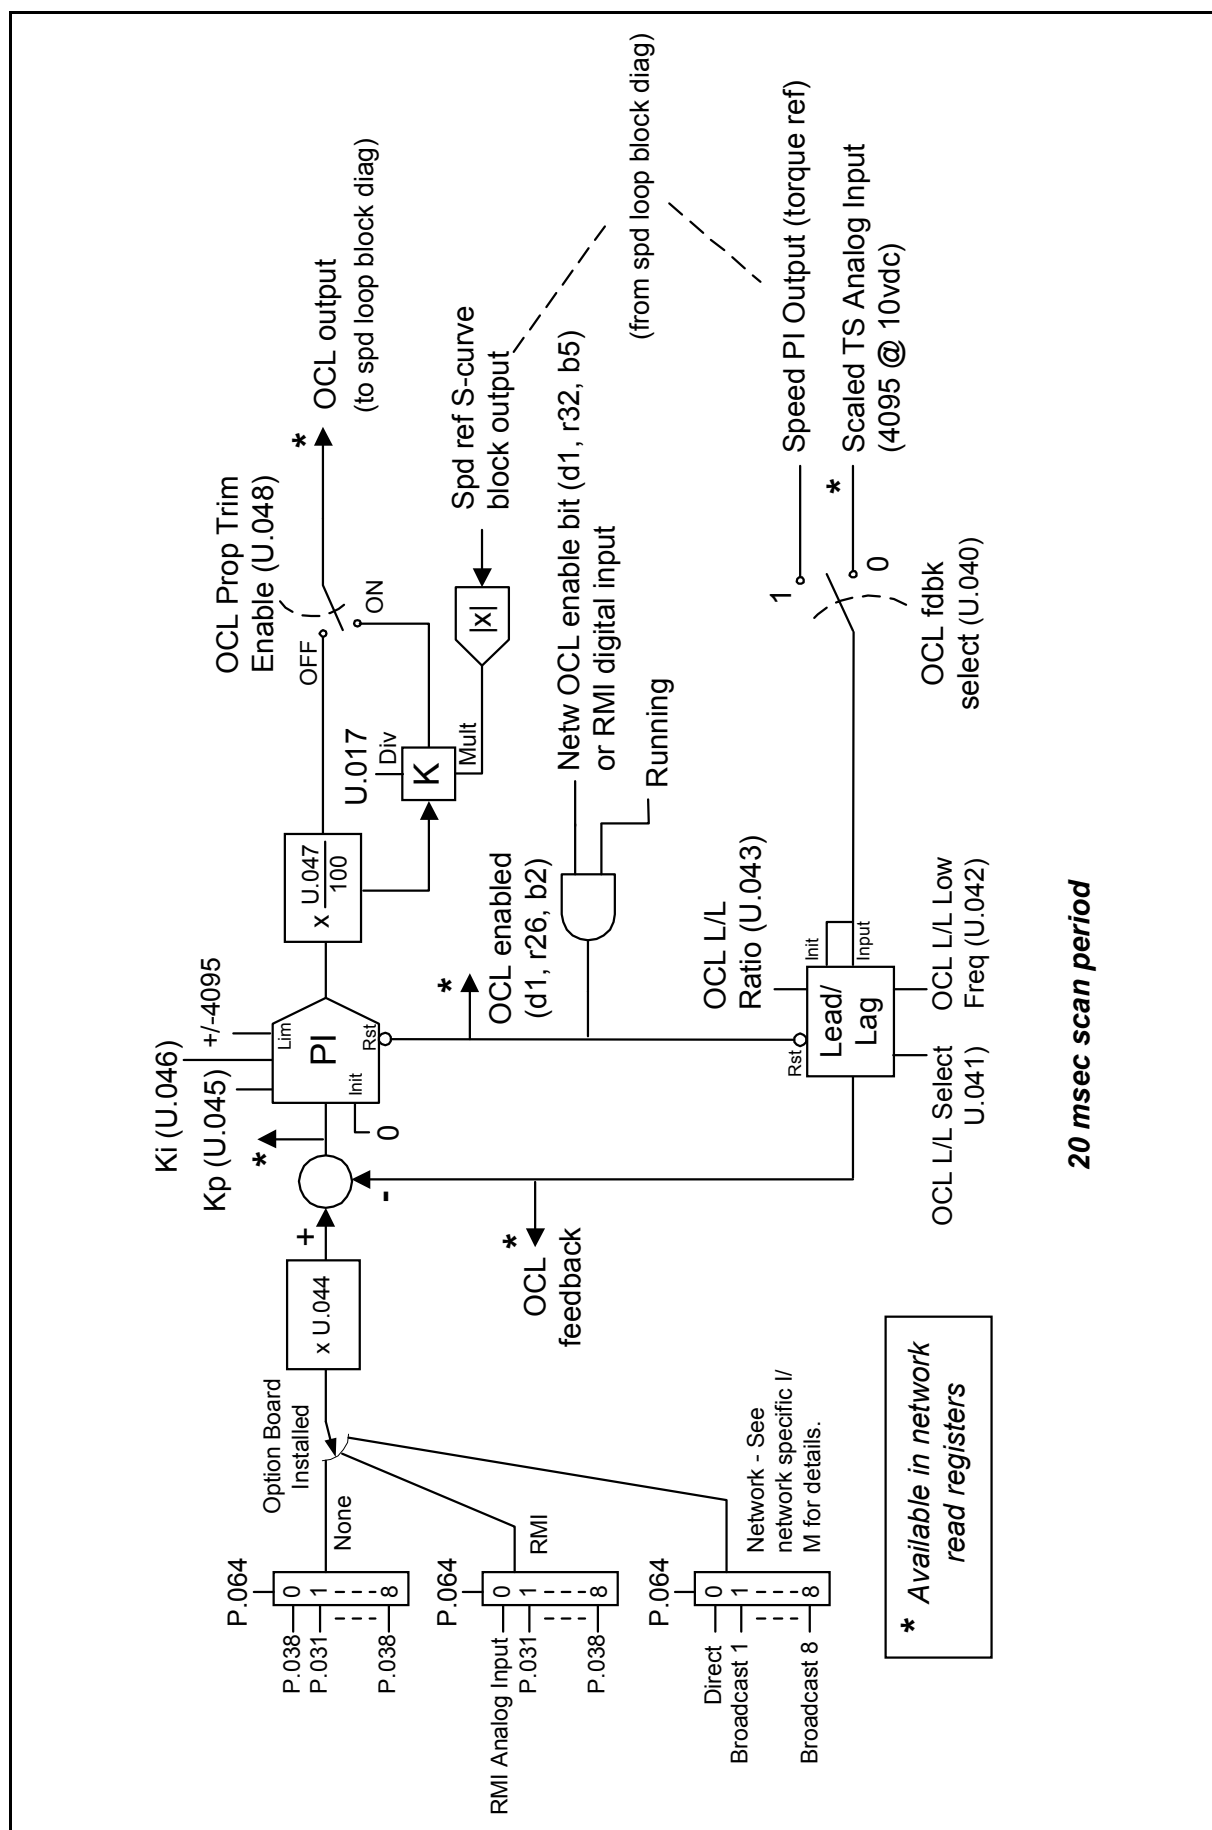 P.064
P.038
P.031
P.038
0
1
8
None
Option Board
Installed
x U.044
+
-
*
Ki (U.046)
Kp (U.045)
+/-4095
Lim
PI
Init
Rst
0
x U.047
100
U.017
Div
K
Mult
OCL Prop Trim
Enable (U.048)
OFF
ON
*
OCL output
(to spd loop block diag)
|x|
Spd ref S-curve
block output
(from spd loop block diag)
P.064
RMI Analog Input
P.031
P.038
0
1
8
RMI
*
OCL
feedback
*
OCL enabled
(d1, r26, b2)
Netw OCL enable bit (d1, r32, b5)
or RMI digital input
Running
P.064
Direct
Broadcast 1
Broadcast 8
0
1
8
Network - See
network specific I/
M for details.
OCL L/L
Ratio (U.043)
Rst
Lead/
Lag
Init
Input
OCL L/L Select
U.041)
OCL L/L Low
Freq (U.042)
1
0
OCL fdbk
select (U.040)
Speed PI Output (torque ref)
*
Scaled TS Analog Input
(4095 @ 10vdc)
* Available in network
read registers
20 msec scan period